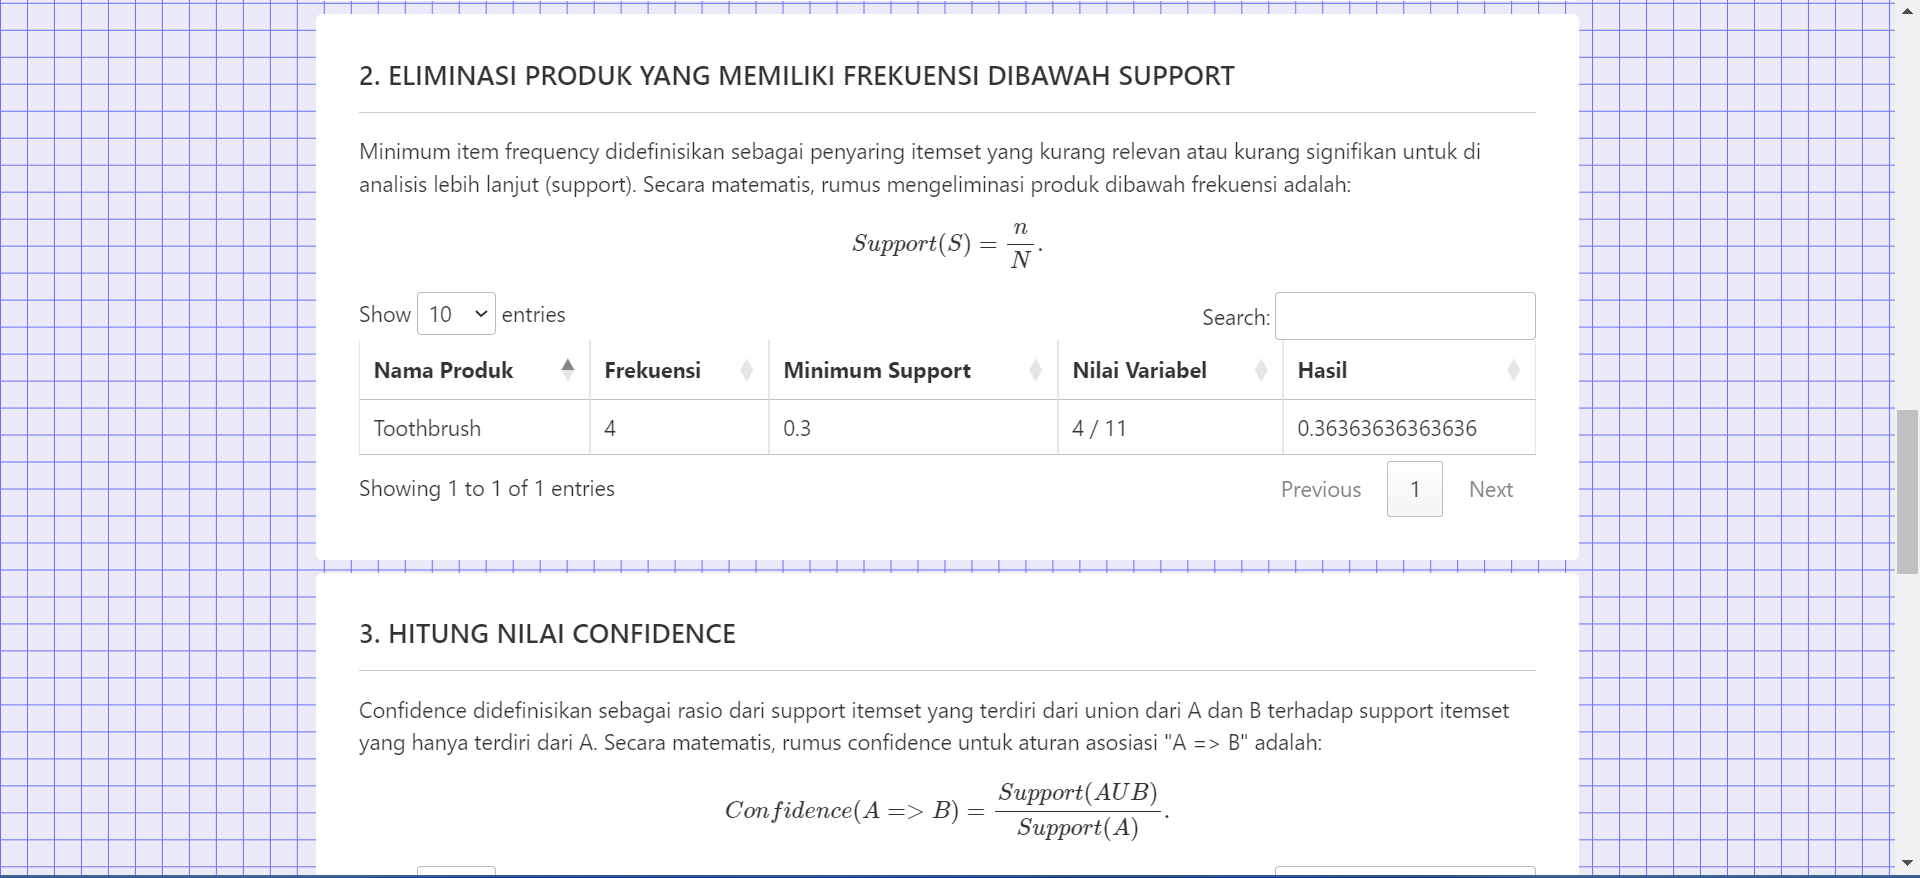 2. ELIMINASI PRODUK YANG MEMILIKI FREKUENSI DIBAWAH SUPPORT
Minimum item frequency didefinisikan sebagai penyaring itemset yang kurang relevan atau kurang signifikan untuk di
analisis lebih lanjut (support). Secara matematis, rumus mengeliminasi produk dibawah frekuensi adalah:
Support(S) = n/N.
Show 10 entries Search:
Nama Produk Frekuensi Minimum Support Nilai Variabel Hasil
Toothbrush 4 0.3 4 / 11 0.36363636363636
Showing 1 to 1 of 1 entries Previous 1 Next
3. HITUNG NILAI CONFIDENCE
Confidence didefinisikan sebagai rasio dari support itemset yang terdiri dari union dari A dan B terhadap support itemset
yang hanya terdiri dari A. Secara matematis, rumus confidence untuk aturan asosiasi "A => B" adalah:
Confidence(A => B) = Support(AUB)/Support(A).